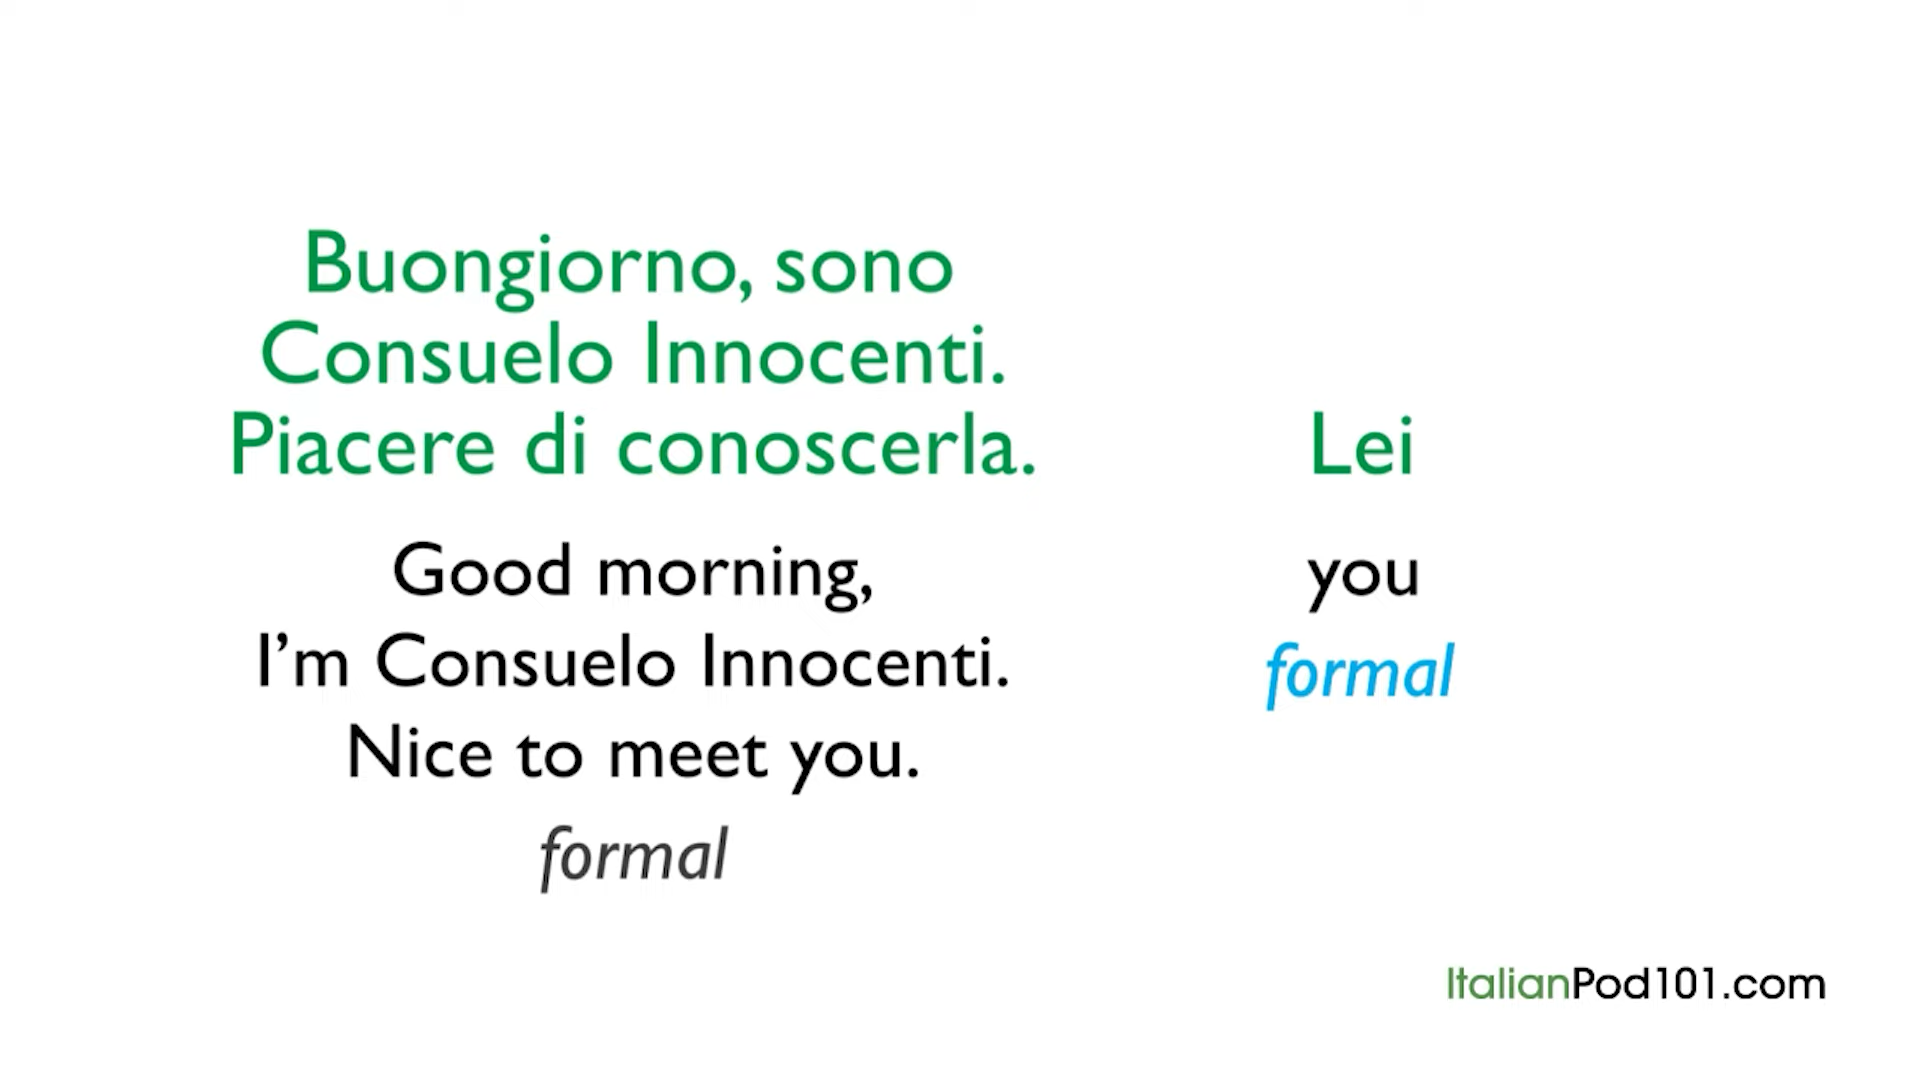 Buongiorno, sono
Consuelo Innocenti.
Piacere di conoscerla.
Good morning,
I’m Consuelo Innocenti.
Nice to meet you.
formal
Lei
you
formal
ItalianPod101.com